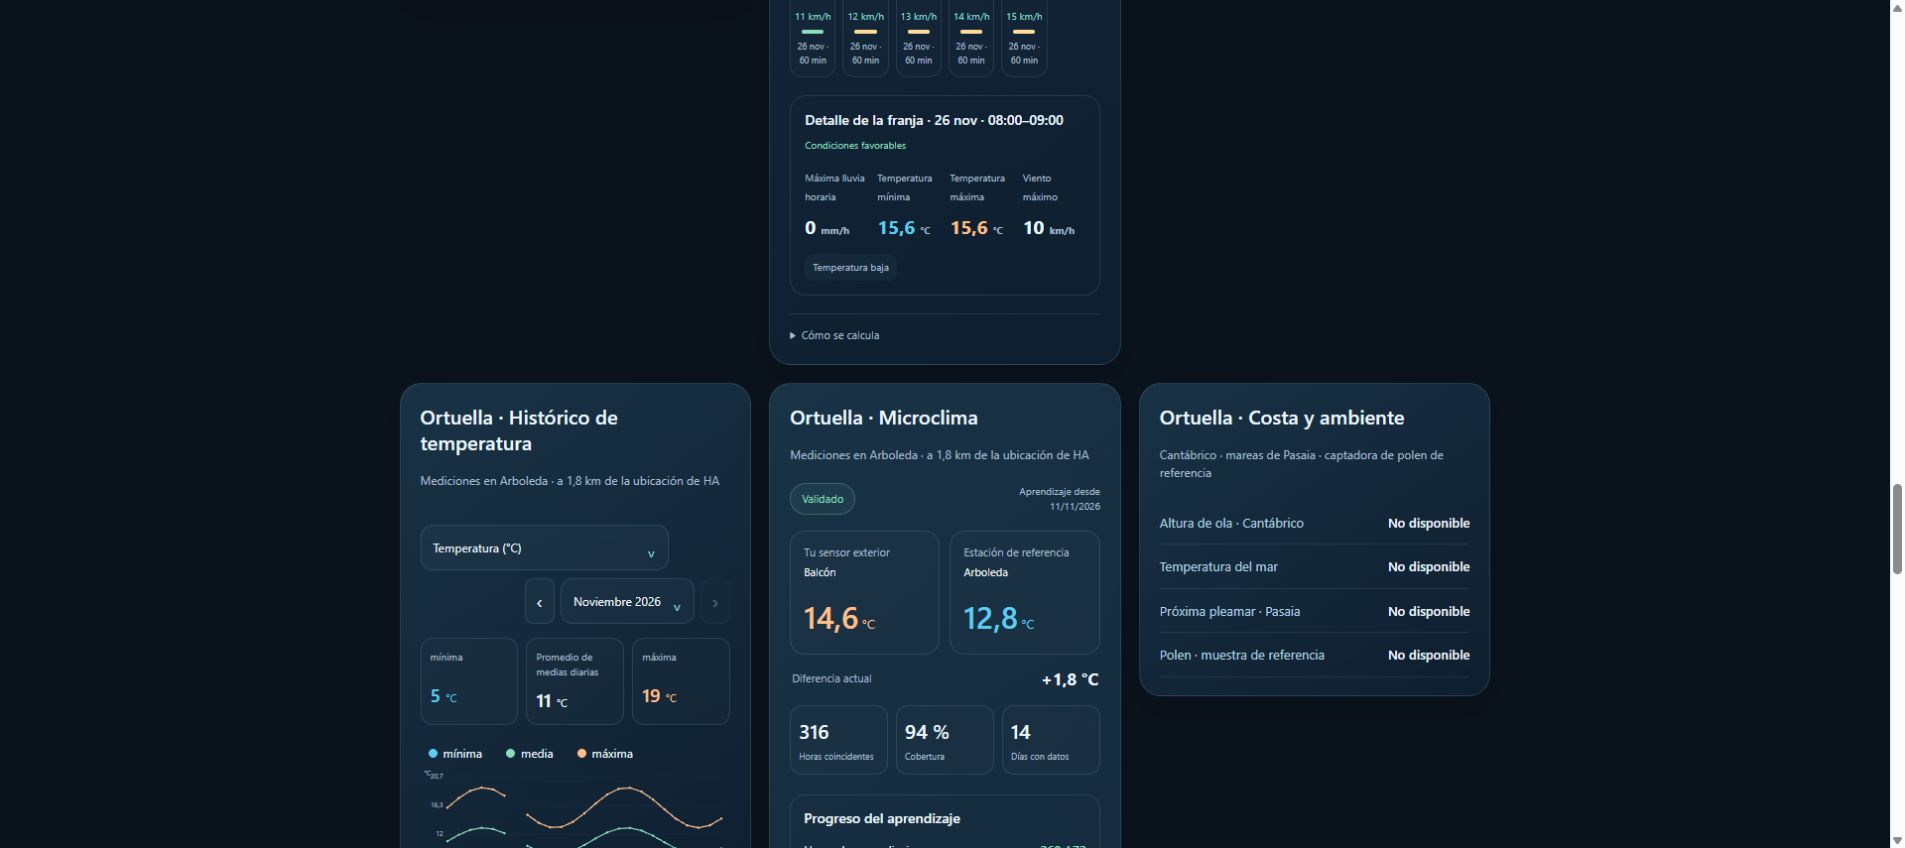 11 km/h 12 km/h 13 km/h 14 km/h 15 km/h
26 nov · 26 nov · 26 nov · 26 nov · 26 nov ·
60 min 60 min 60 min 60 min 60 min
Detalle de la franja · 26 nov · 08:00–09:00
Condiciones favorables
Máxima lluvia horaria
Temperatura mínima
Temperatura máxima
Viento máximo
0 mm/h 15,6 °C 15,6 °C 10 km/h
Temperatura baja
Cómo se calcula
Ortuella · Histórico de
temperatura
Mediciones en Arboleda · a 1,8 km de la ubicación de HA
Temperatura (°C) v
‹ Noviembre 2026 v ›
mínima
5 °C
Promedio de
medias diarias
11 °C
máxima
19 °C
mínima media máxima
°C
20,7
16,3
12
Ortuella · Microclima
Mediciones en Arboleda · a 1,8 km de la ubicación de HA
Validado
Aprendizaje desde
11/11/2026
Tu sensor exterior
Balcón
14,6 °C
Estación de referencia
Arboleda
12,8 °C
Diferencia actual +1,8 °C
316
Horas coincidentes
94 %
Cobertura
14
Días con datos
Progreso del aprendizaje
Ortuella · Costa y ambiente
Cantábrico · mareas de Pasaia · captadora de polen de
referencia
Altura de ola · Cantábrico No disponible
Temperatura del mar No disponible
Próxima pleamar · Pasaia No disponible
Polen · muestra de referencia No disponible